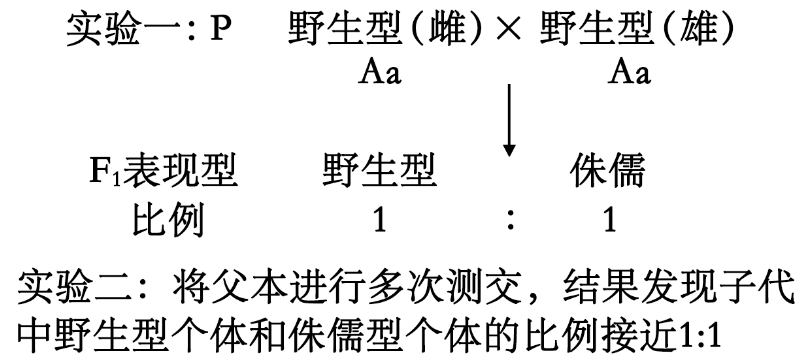 实验一: P 野生型(雌)× 野生型(雄)
Aa Aa
F₁表现型 野生型 侏儒
比例 1 : 1
实验二: 将父本进行多次测交，结果发现子代
中野生型个体和侏儒型个体的比例接近1:1